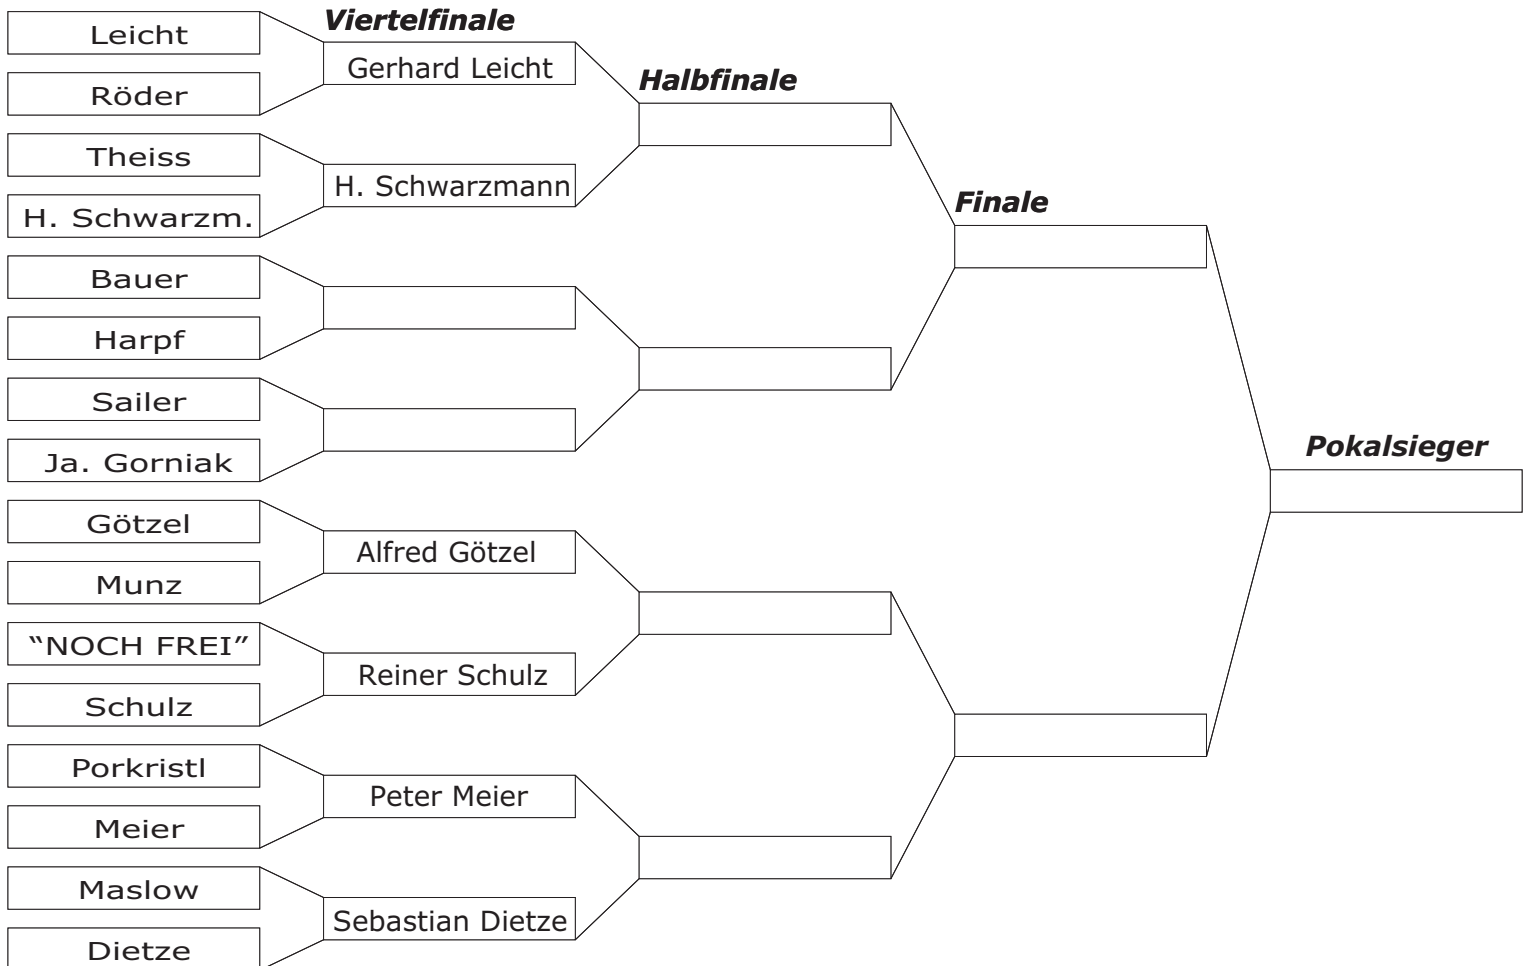 Leicht
Röder
Theiss
H. Schwarzm.
Bauer
Harpf
Sailer
Ja. Gorniak
Götzel
Munz
“NOCH FREI”
Schulz
Porkristl
Meier
Maslow
Dietze
Viertelfinale
Gerhard Leicht
H. Schwarzmann
Alfred Götzel
Reiner Schulz
Peter Meier
Sebastian Dietze
Halbfinale
Finale
Pokalsieger